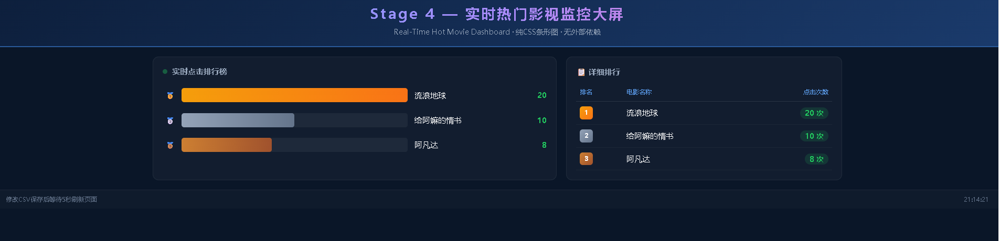 Stage 4 — 实时热门影视监控大屏
Real-Time Hot Movie Dashboard · 纯CSS条形图 · 无外部依赖
实时点击排行榜
流浪地球 20
给阿嫲的情书 10
阿凡达 8
详细排行
排名 电影名称 点击次数
1 流浪地球 20 次
2 给阿嫲的情书 10 次
3 阿凡达 8 次
修改CSV保存后等待5秒刷新页面 21:14:21